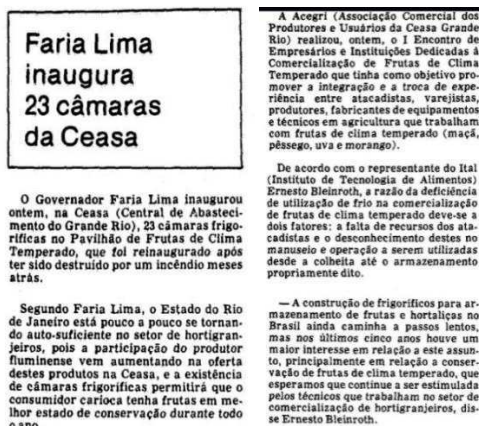 Faria Lima
inaugura
23 câmaras
da Ceasa
O Governador Faria Lima inaugurou
ontem, na Ceasa (Central de Abasteci-
mento do Grande Rio), 23 câmaras frigo-
ríficas no Pavilhão de Frutas de Clima
Temperado, que foi reinaugurado após
ter sido destruído por um incêndio meses
atrás.
Segundo Faria Lima, o Estado do Rio
de Janeiro está pouco a pouco se tornan-
do auto-suficiente no setor de hortigran-
jeiros, pois a participação do produtor
fluminense vem aumentando na oferta
destes produtos na Ceasa, e a existência
de câmaras frigoríficas permitirá que o
consumidor carioca tenha frutas em me-
lhor estado de conservação durante todo
o ano.
A Acegri (Associação Comercial dos
Produtores e Usuários da Ceasa Grande
Rio) realizou, ontem, o I Encontro de
Empresários e Instituições Dedicadas à
Comercialização de Frutas de Clima
Temperado que tinha como objetivo pro-
mover a integração e a troca de expe-
riência entre atacadistas, varejistas,
produtores, fabricantes de equipamentos
e técnicos em agricultura que trabalham
com frutas de clima temperado (maçã,
pêssego, uva e morango).
De acordo com o representante do Ital
(Instituto de Tecnologia de Alimentos)
Ernesto Bleinroth, a razão da deficiência
de utilização de frio na comercialização
de frutas de clima temperado deve-se a
dois fatores: a falta de recursos dos ata-
cadistas e o desconhecimento destes no
manuseio e operação a serem utilizadas
desde a colheita até o armazenamento
propriamente dito.
— A construção de frigoríficos para ar-
mazenamento de frutas e hortaliças no
Brasil ainda caminha a passos lentos,
mas nos últimos cinco anos houve um
maior interesse em relação a este assun-
to, principalmente em relação a conser-
vação de frutas de clima temperado, que
esperamos que continue a ser estimulada
pelos técnicos que trabalham no setor de
comercialização de hortigranjeiros, dis-
se Ernesto Bleinroth.